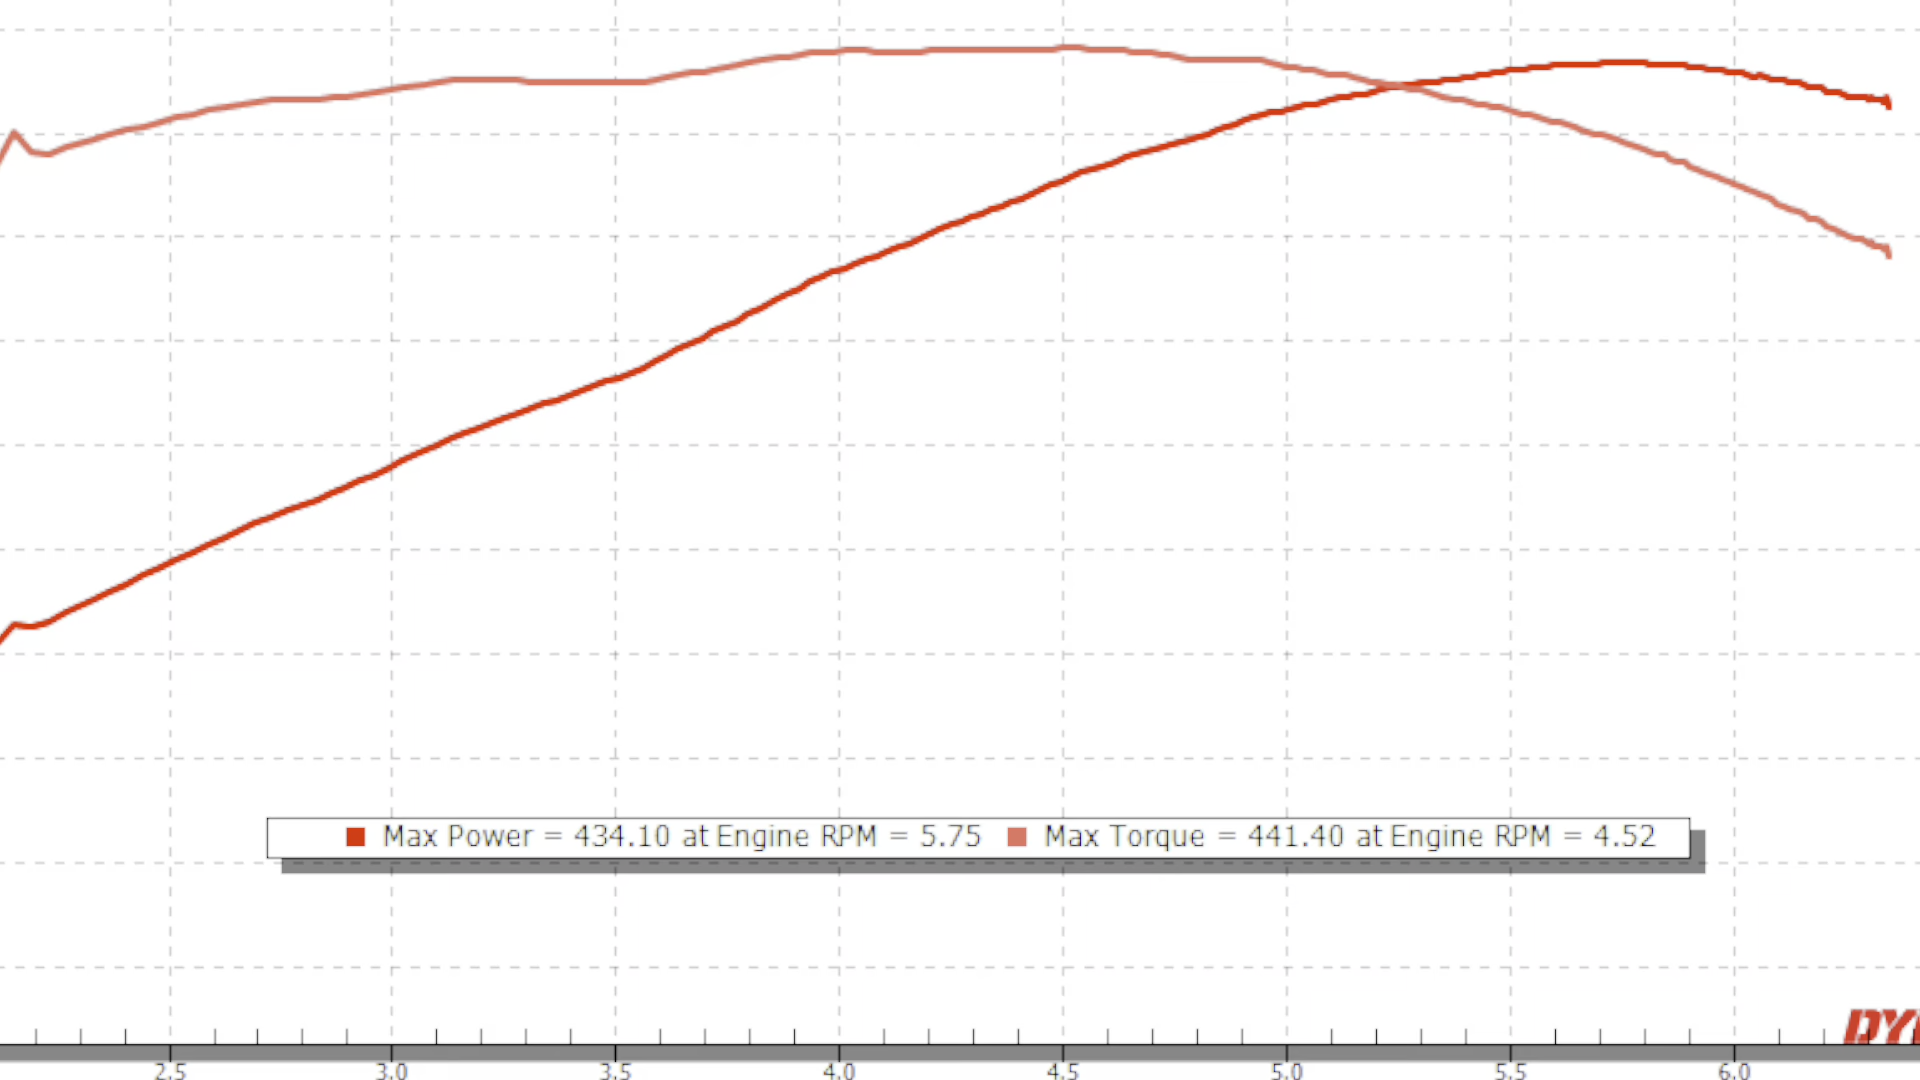 Max Power = 434.10 at Engine RPM = 5.75 Max Torque = 441.40 at Engine RPM = 4.52
2.5 3.0 3.5 4.0 4.5 5.0 5.5 6.0